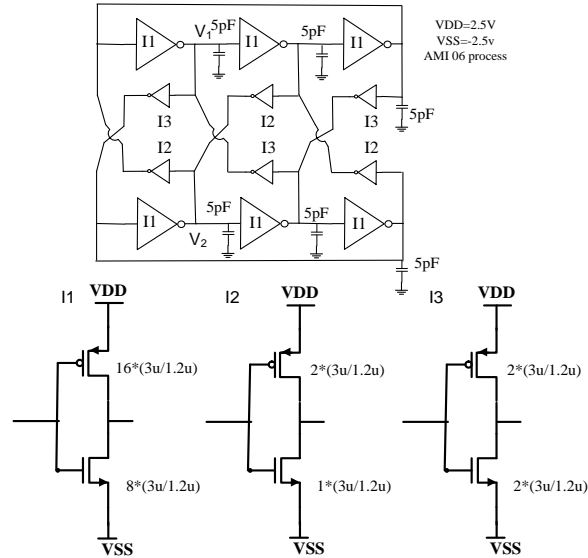 VDD=2.5V
VSS=-2.5v
AMI 06 process
V1 5pF 5pF
I1 I1 I1
I3 I2 I3 5pF
I2 I3 I2
I1 5pF I1 5pF I1
V2 5pF
I1 VDD I2 VDD I3 VDD
16*(3u/1.2u) 2*(3u/1.2u) 2*(3u/1.2u)
8*(3u/1.2u) 1*(3u/1.2u) 2*(3u/1.2u)
VSS VSS VSS